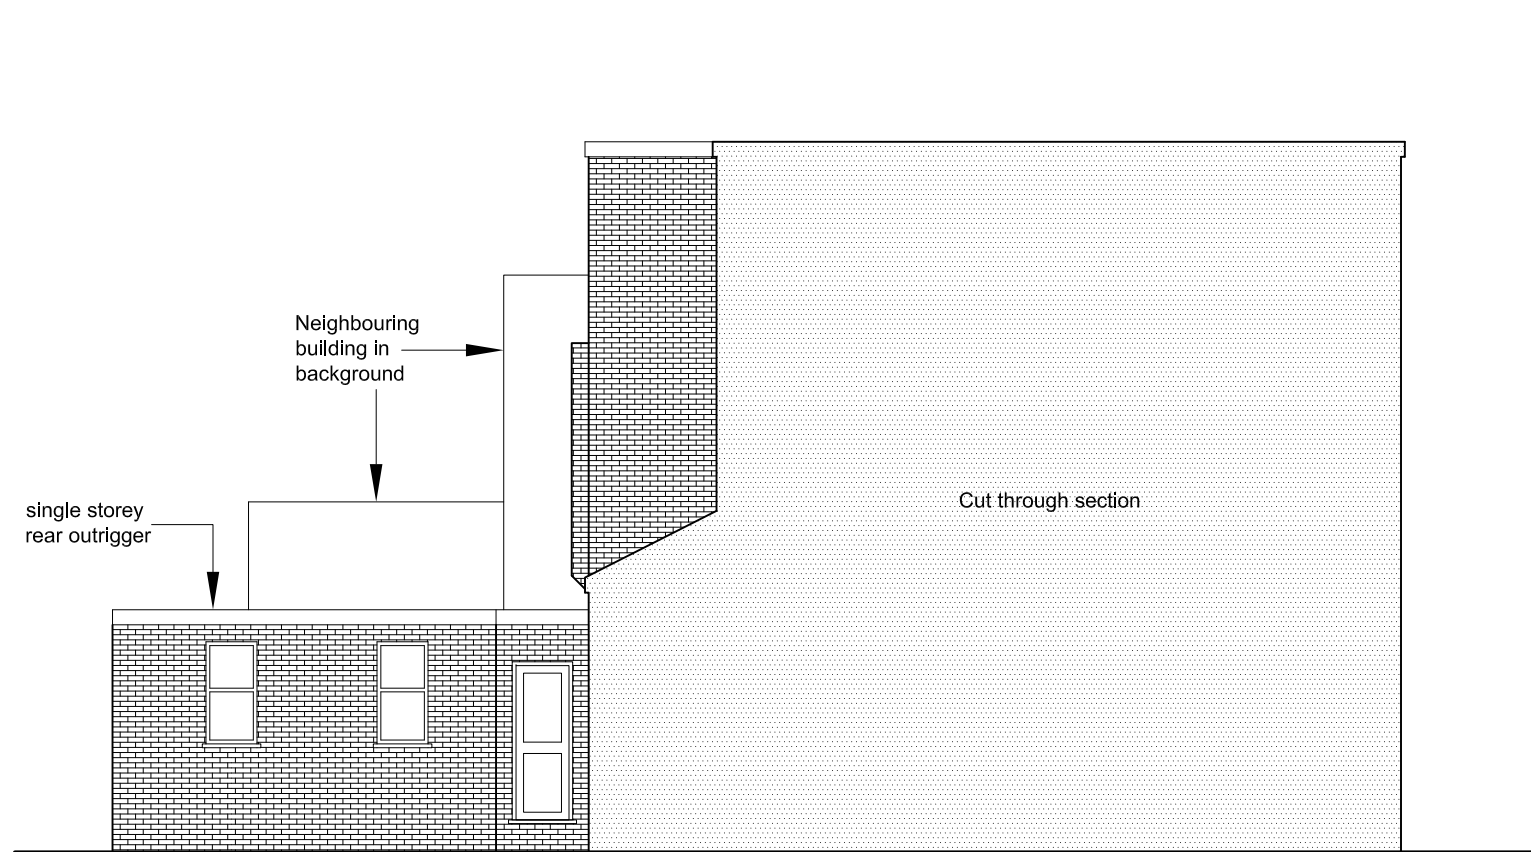 Neighbouring
building in
background
single storey
rear outrigger
Cut through section